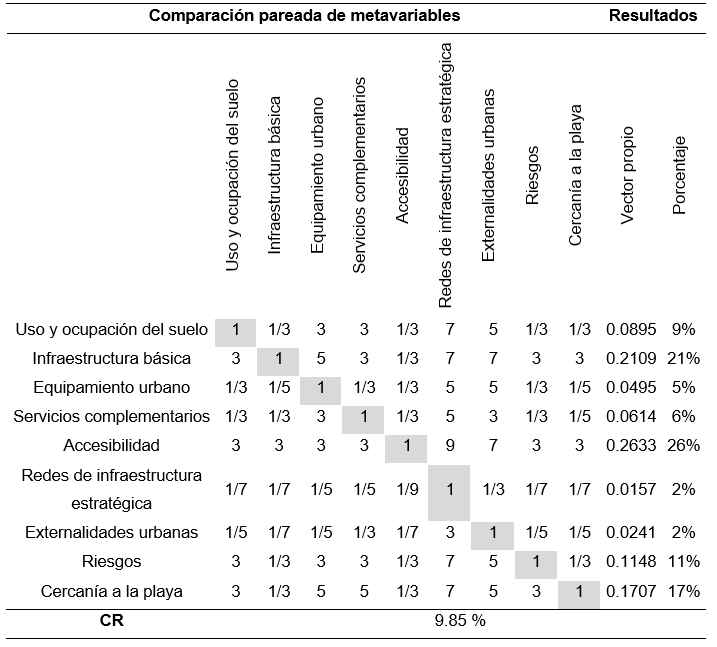 Comparación pareada de metavariables Resultados
Uso y ocupación del suelo
Infraestructura básica
Equipamiento urbano
Servicios complementarios
Accesibilidad
Redes de infraestructura estratégica
Externalidades urbanas
Riesgos
Cercanía a la playa
Vector propio
Porcentaje
Uso y ocupación del suelo 1 1/3 3 3 1/3 7 5 1/3 1/3 0.0895 9%
Infraestructura básica 3 1 5 3 1/3 7 7 3 3 0.2109 21%
Equipamiento urbano 1/3 1/5 1 1/3 1/3 5 5 1/3 1/5 0.0495 5%
Servicios complementarios 1/3 1/3 3 1 1/3 5 3 1/3 1/5 0.0614 6%
Accesibilidad 3 3 3 3 1 9 7 3 3 0.2633 26%
Redes de infraestructura
estratégica 1/7 1/7 1/5 1/5 1/9 1 1/3 1/7 1/7 0.0157 2%
Externalidades urbanas 1/5 1/7 1/5 1/3 1/7 3 1 1/5 1/5 0.0241 2%
Riesgos 3 1/3 3 3 1/3 7 5 1 1/3 0.1148 11%
Cercanía a la playa 3 1/3 5 5 1/3 7 5 3 1 0.1707 17%
CR 9.85 %